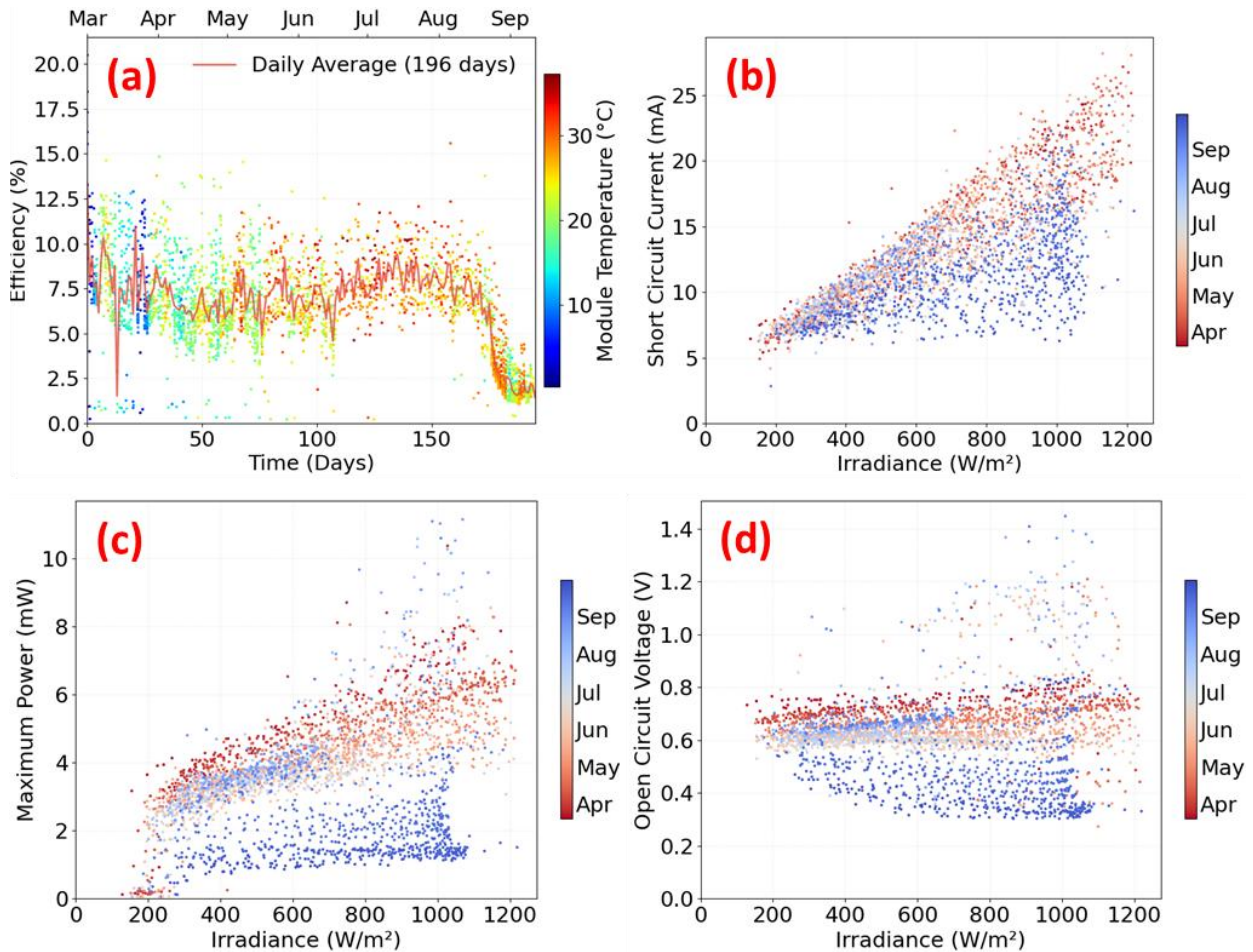 Mar Apr May Jun Jul Aug Sep
(a)
Daily Average (196 days)
20.0
17.5
15.0
12.5
10.0
7.5
5.0
2.5
0.0
Efficiency (%)
0 50 100 150
Time (Days)
30
20
10
Module Temperature (°C)
(b)
25
20
15
10
5
0
Short Circuit Current (mA)
0 200 400 600 800 1000 1200
Irradiance (W/m²)
Sep
Aug
Jul
Jun
May
Apr
(c)
10
8
6
4
2
0
Maximum Power (mW)
0 200 400 600 800 1000 1200
Irradiance (W/m²)
Sep
Aug
Jul
Jun
May
Apr
(d)
1.4
1.2
1.0
0.8
0.6
0.4
0.2
0.0
Open Circuit Voltage (V)
0 200 400 600 800 1000 1200
Irradiance (W/m²)
Sep
Aug
Jul
Jun
May
Apr